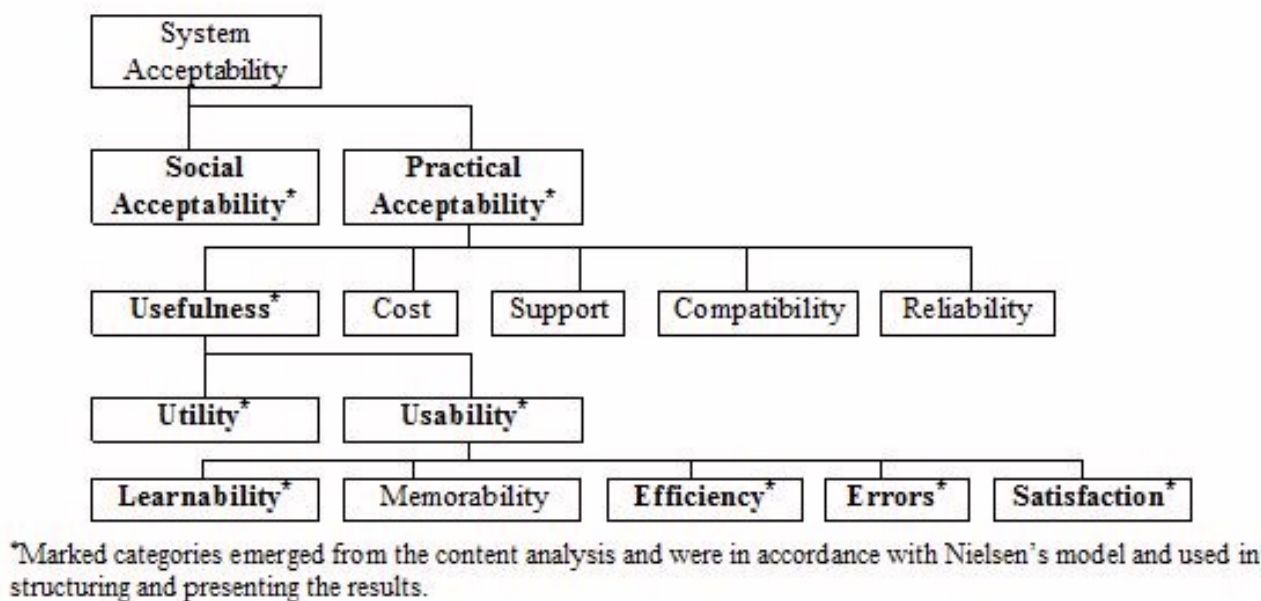 System
Acceptability
Social
Acceptability*
Practical
Acceptability*
Usefulness*
Cost
Support
Compatibility
Reliability
Utility*
Usability*
Learnability*
Memorability
Efficiency*
Errors*
Satisfaction*
*Marked categories emerged from the content analysis and were in accordance with Nielsen’s model and used in
structuring and presenting the results.